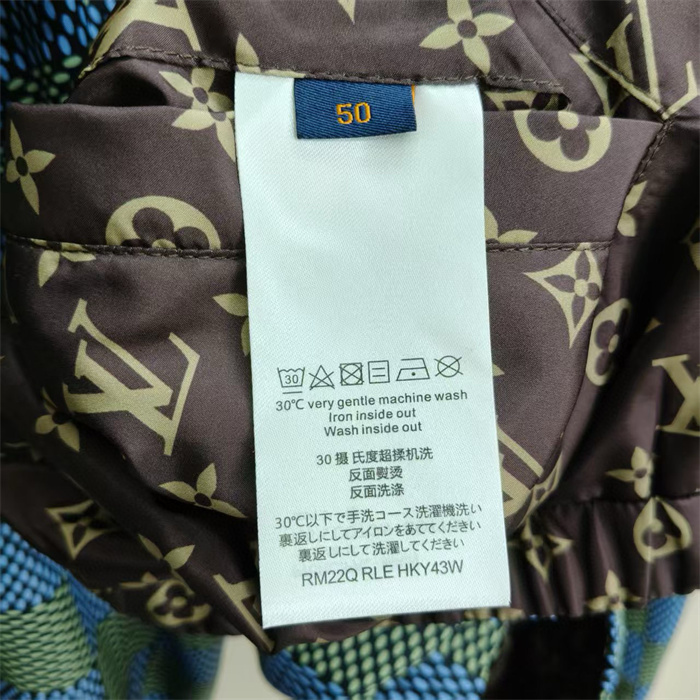 50
30
30℃ very gentle machine wash
Iron inside out
Wash inside out
30 摄 氏度超揉机洗
反面熨烫
反面洗涤
30℃以下で手洗コース洗濯機洗い
裏返しにしてアイロンをあててください
裏返しにして洗濯してください
RM22Q RLE HKY43W